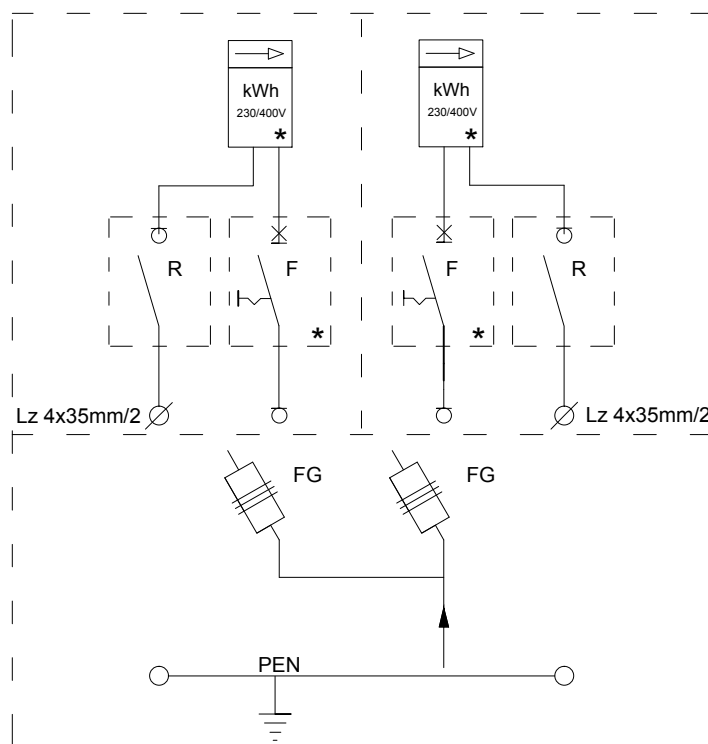 kWh
230/400V
*
kWh
230/400V
*
R
F
*
F
*
R
Lz 4x35mm/2
Lz 4x35mm/2
FG
FG
PEN